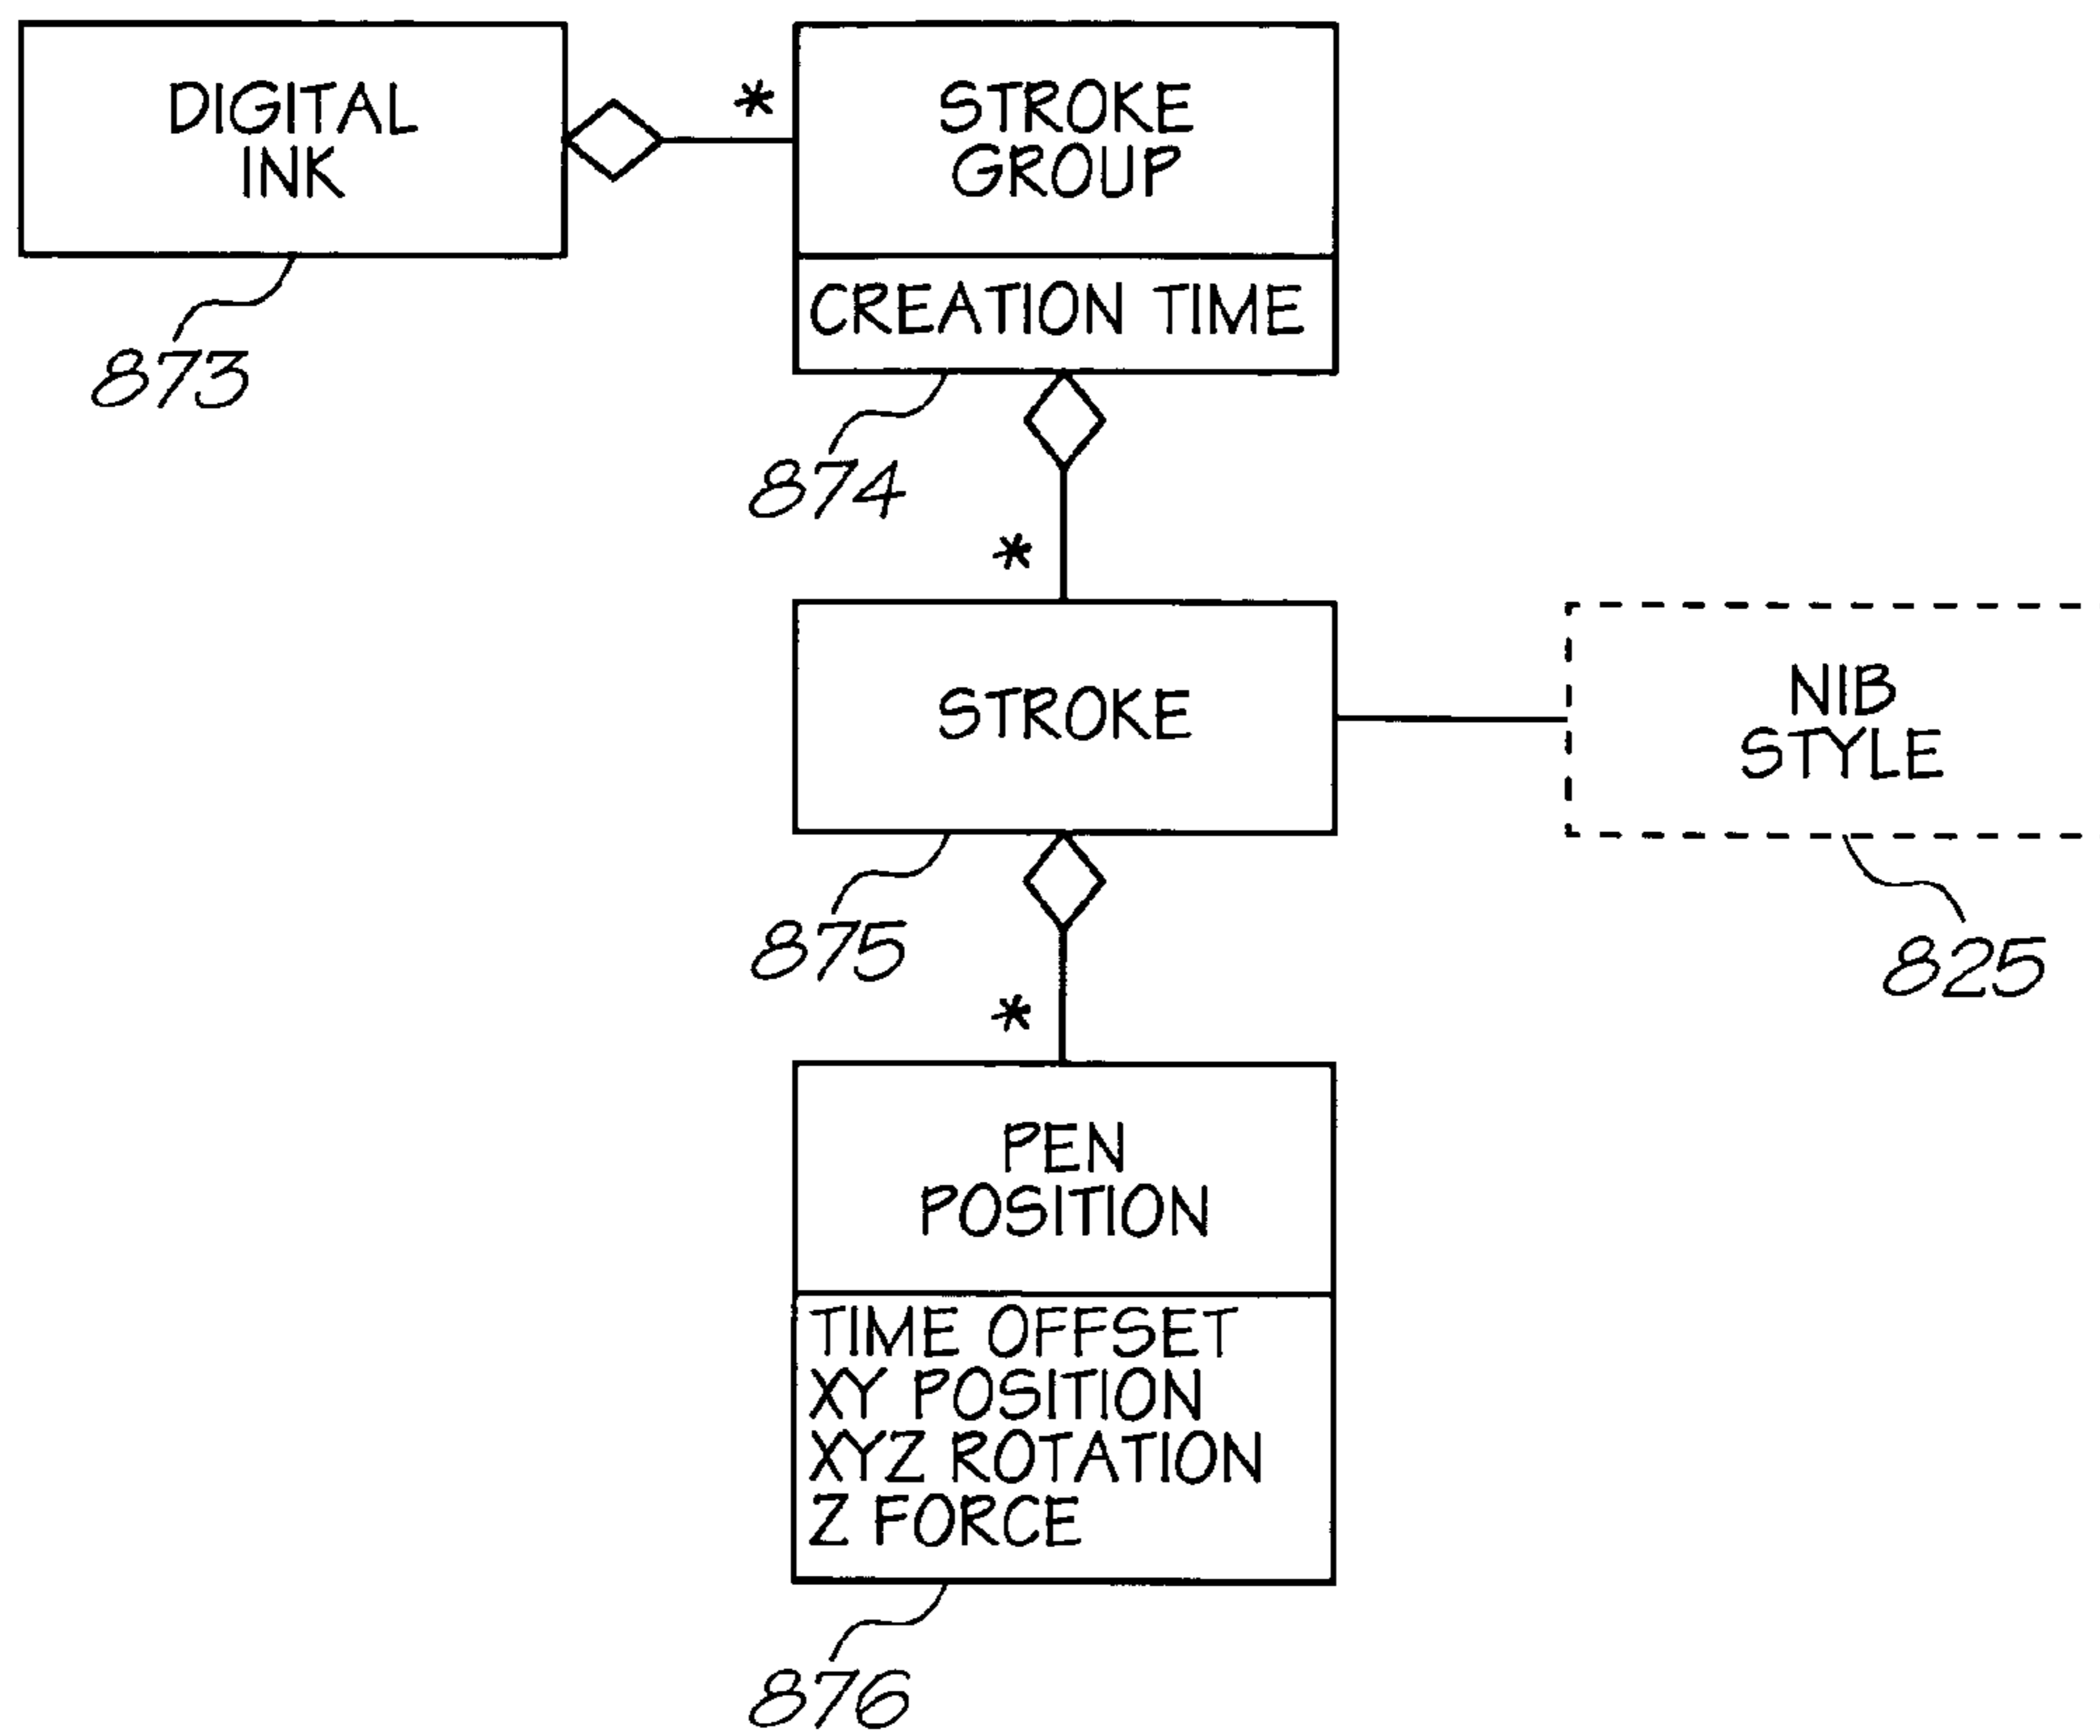 DIGITAL
INK
*
STROKE
GROUP
CREATION TIME
873
874
*
STROKE
NIB
STYLE
875
825
*
PEN
POSITION
TIME OFFSET
XY POSITION
XYZ ROTATION
Z FORCE
876